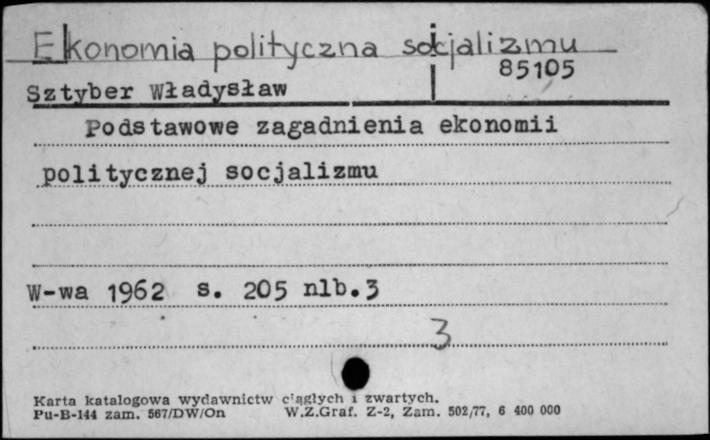 Ekonomia polityczna socjalizmu
85105
Sztyber Władysław
Podstawowe zagadnienia ekonomii
politycznej socjalizmu
W-wa 1962 s. 205 nlb.3
3
Karta katalogowa wydawnictw ciągłych i zwartych.
Pu-B-144 zam. 567/DW/On W.Z.Graf. Z-2, Zam. 502/77, 6 400 000